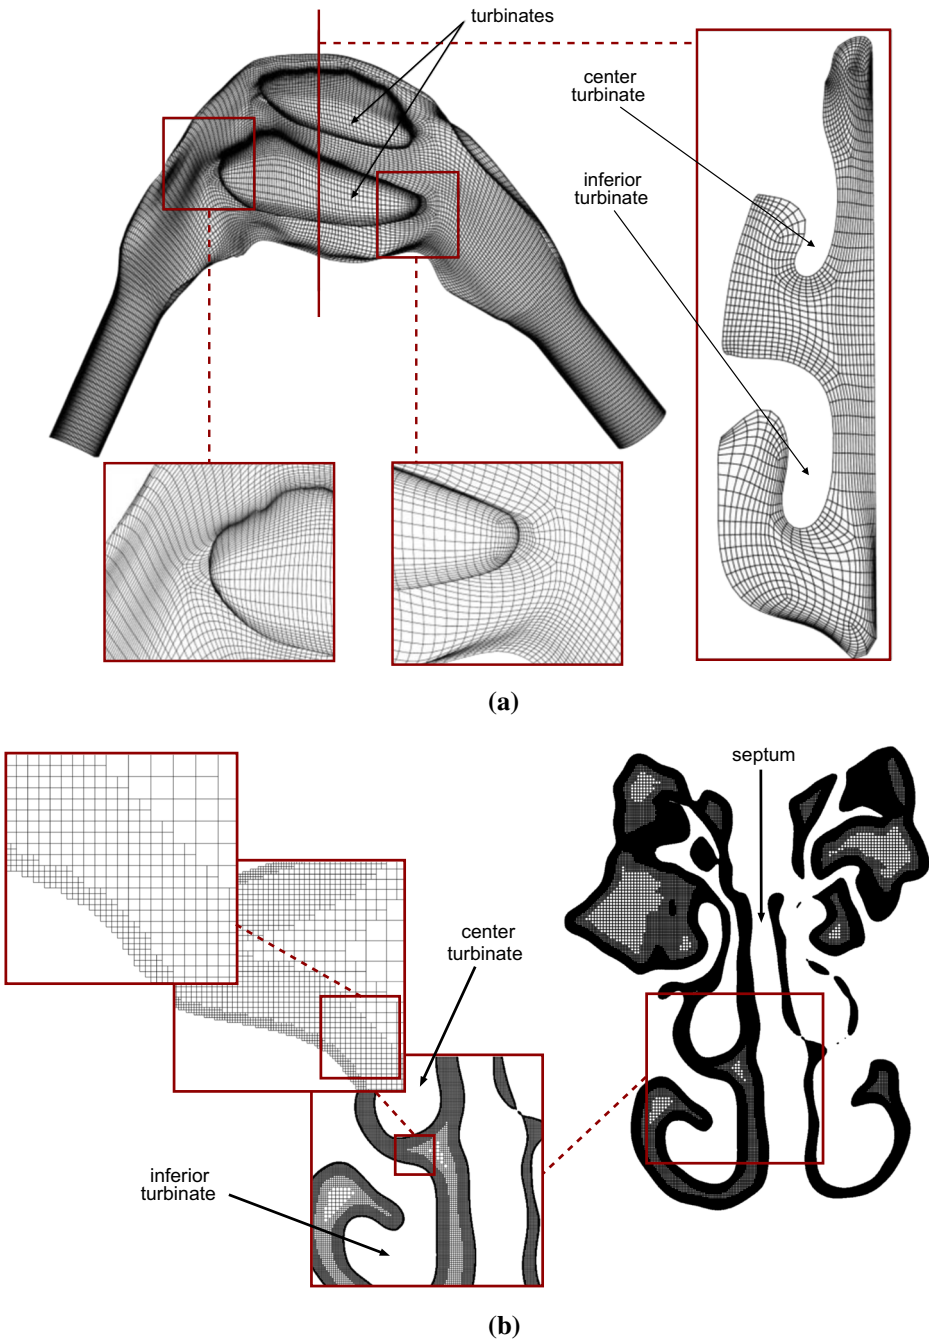 turbinates
center
turbinate
inferior
turbinate
(a)
septum
center
turbinate
inferior
turbinate
(b)